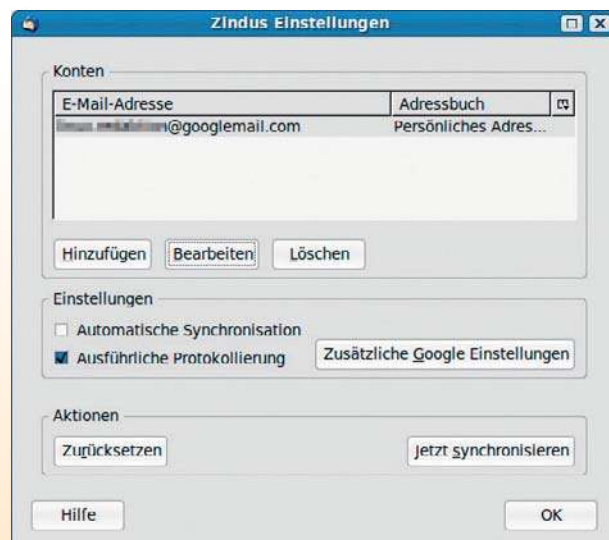 Zindus Einstellungen
Konten
E-Mail-Adresse Adressbuch
@googlemail.com Persönliches Adres...
Hinzufügen Bearbeiten Löschen
Einstellungen
Automatische Synchronisation
Ausführliche Protokollierung Zusätzliche Google Einstellungen
Aktionen
Zurücksetzen Jetzt synchronisieren
Hilfe OK